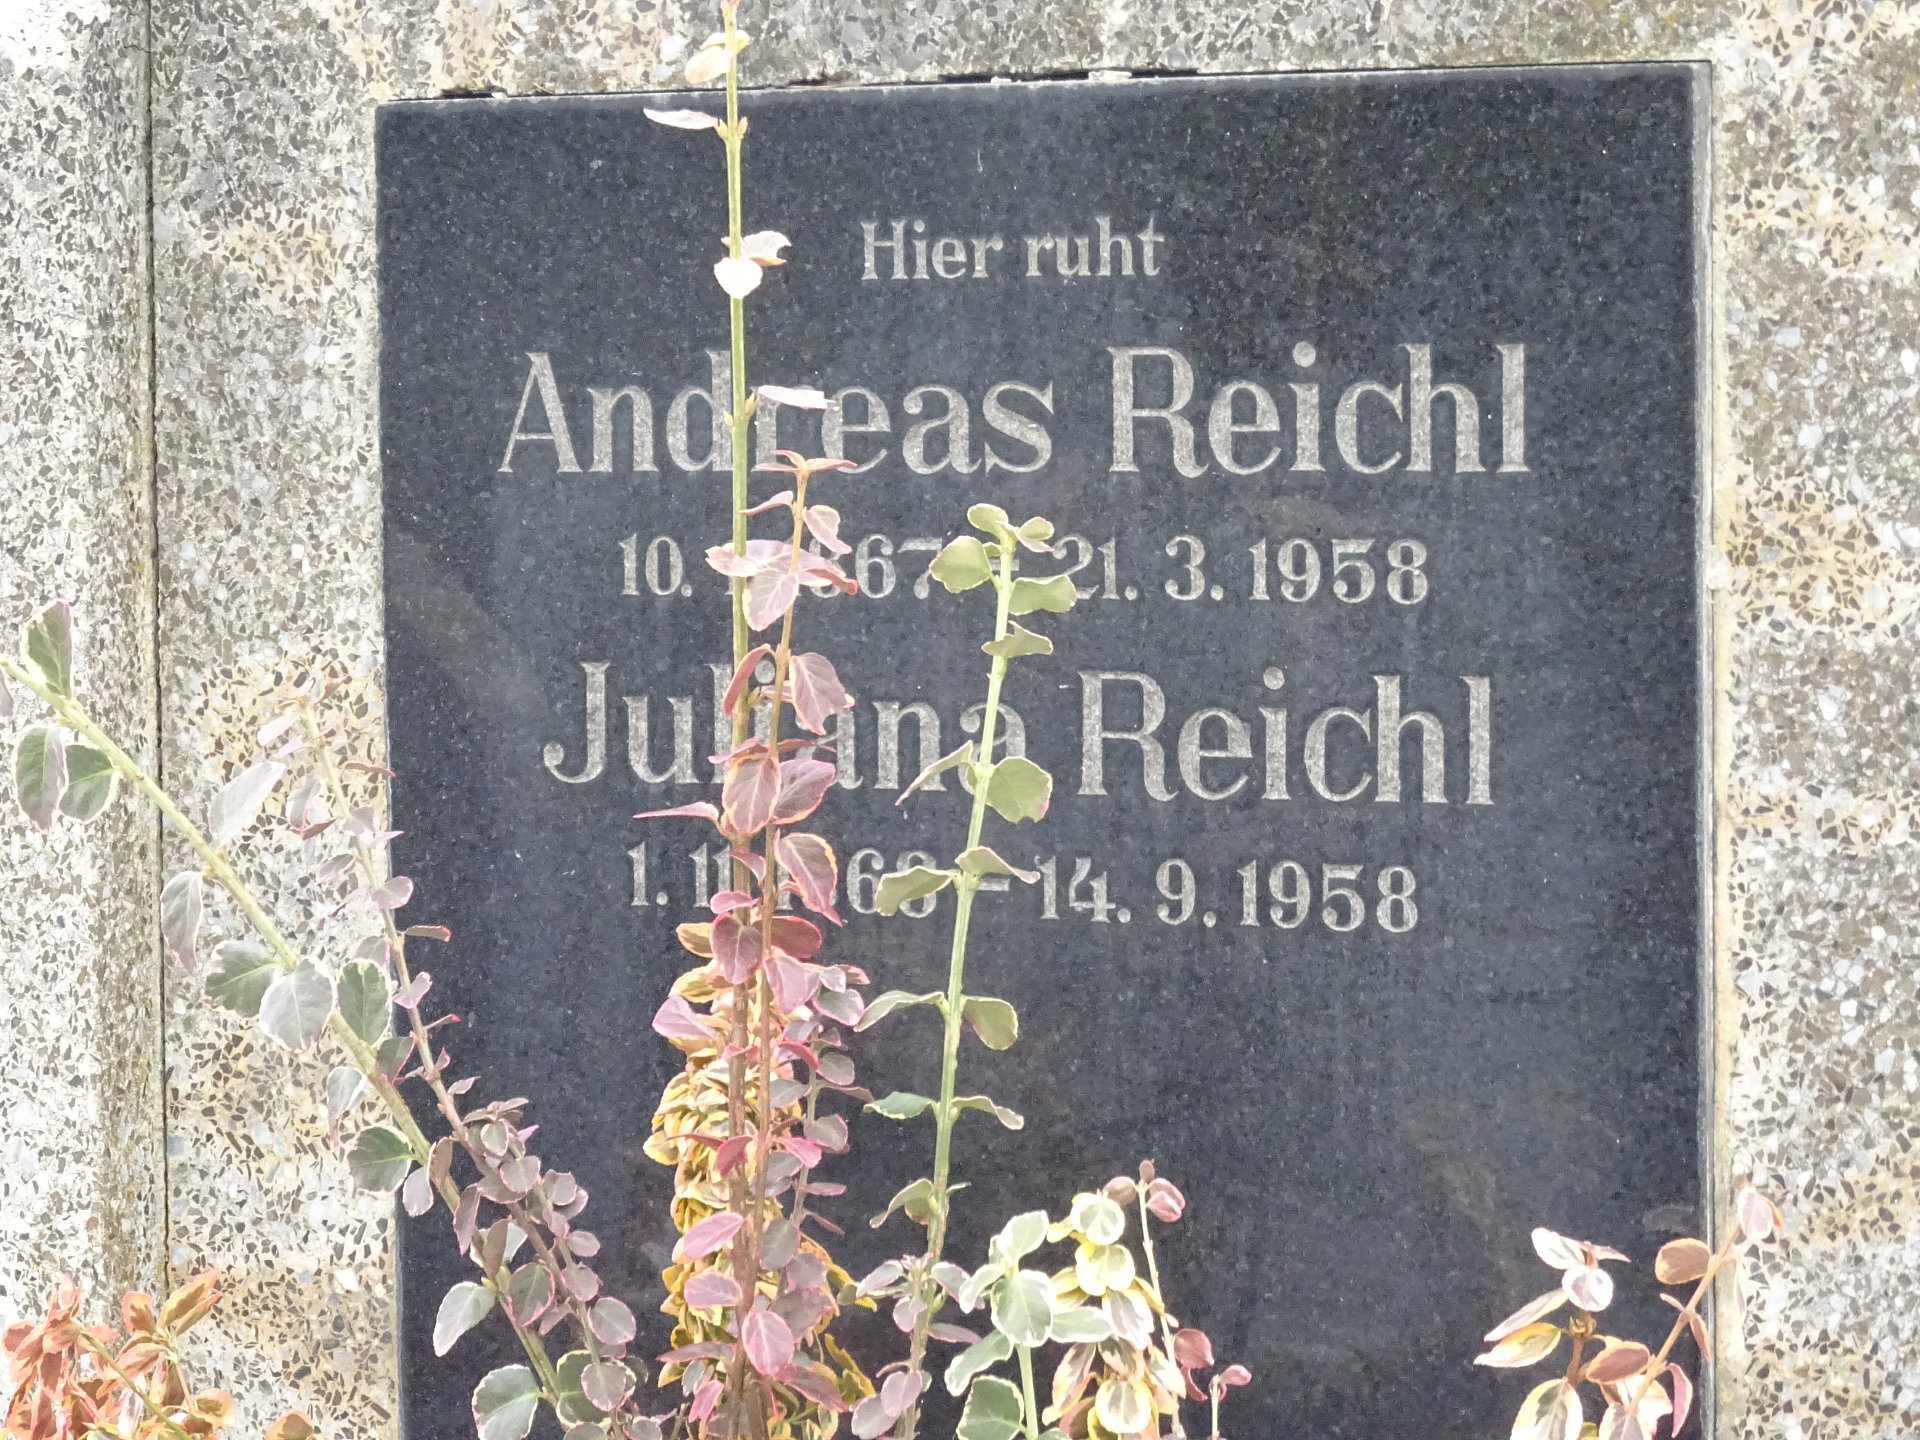 Hier ruht
Andreas Reichl
10. 21. 3. 1958
Juliana Reichl
1. – 14. 9. 1958